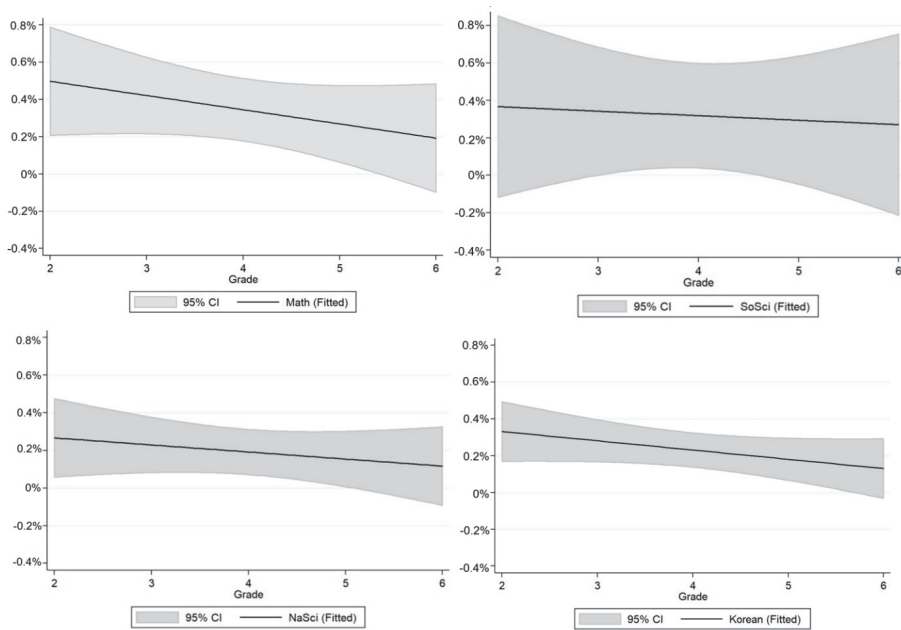 0.8%
0.6%
0.4%
0.2%
0%
-0.2%
-0.4%
2 3 4 5 6
Grade
95% CI Math (Fitted)
0.8%
0.6%
0.4%
0.2%
0%
-0.2%
-0.4%
2 3 4 5 6
Grade
95% CI SoSci (Fitted)
0.8%
0.6%
0.4%
0.2%
0%
-0.2%
-0.4%
2 3 4 5 6
Grade
95% CI NaSci (Fitted)
0.8%
0.6%
0.4%
0.2%
0%
-0.2%
-0.4%
2 3 4 5 6
Grade
95% CI Korean (Fitted)